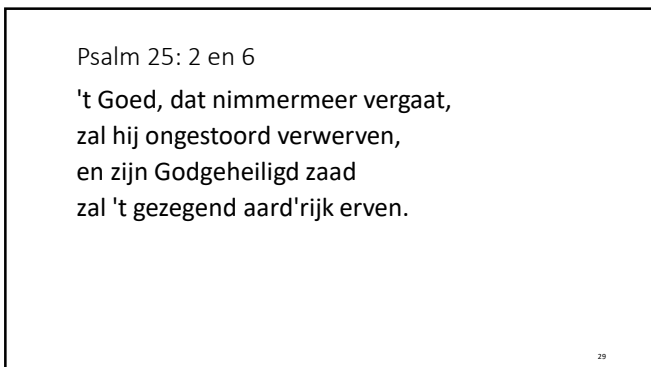 Psalm 25: 2 en 6
't Goed, dat nimmermeer vergaat,
zal hij ongestoord verwerven,
en zijn Godgeheiligd zaad
zal 't gezegend aard'rijk erven.
29